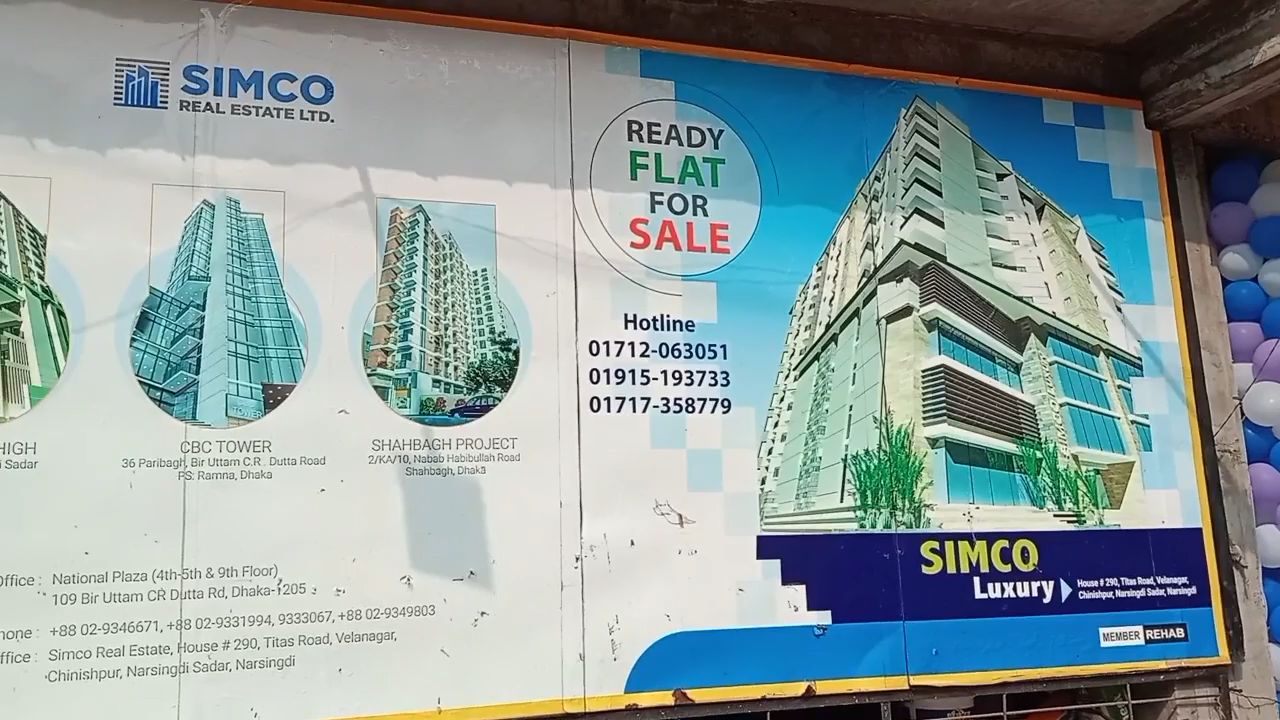 SIMCO
REAL ESTATE LTD.
HIGH
Sadar
CBC TOWER
36 Paribagh, Bir Uttam C.R. Dutta Road
PS: Ramna, Dhaka
TOWER
SHAHBAGH PROJECT
2/KA/10, Nabab Habibullah Road
Shahbagh, Dhaka
ffice : National Plaza (4th-5th & 9th Floor)
109 Bir Uttam CR Dutta Rd, Dhaka-1205
hone : +88 02-9346671, +88 02-9331994, 9333067, +88 02-9349803
ffice : Simco Real Estate, House # 290, Titas Road, Velanagar,
Chinishpur, Narsingdi Sadar, Narsingdi
READY
FLAT
FOR
SALE
Hotline
01712-063051
01915-193733
01717-358779
SIMCO
Luxury
House # 290, Titas Road, Velanagar,
Chinishpur, Narsingdi Sadar, Narsingdi
MEMBER REHAB